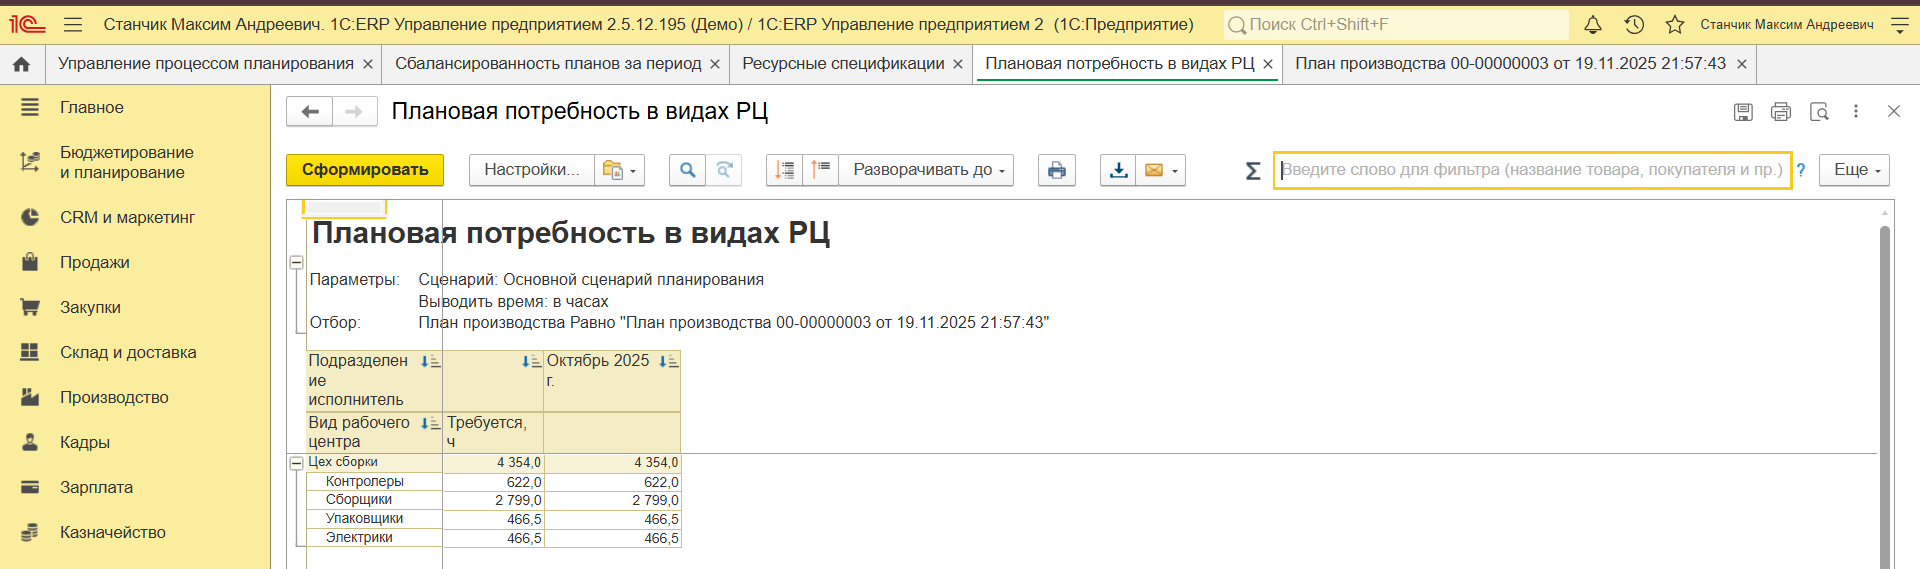 1С Станчик Максим Андреевич. 1С:ERP Управление предприятием 2.5.12.195 (Демо) / 1С:ERP Управление предприятием 2 (1С:Предприятие) Поиск Ctrl+Shift+F Станчик Максим Андреевич
Управление процессом планирования Сбалансированность планов за период Ресурсные спецификации Плановая потребность в видах РЦ План производства 00-00000003 от 19.11.2025 21:57:43
Главное
Бюджетирование
и планирование
CRM и маркетинг
Продажи
Закупки
Склад и доставка
Производство
Кадры
Зарплата
Казначейство
Плановая потребность в видах РЦ
Сформировать Настройки... Разворачивать до Σ Введите слово для фильтра (название товара, покупателя и пр.) ? Еще
Плановая потребность в видах РЦ
Параметры: Сценарий: Основной сценарий планирования
Выводить время: в часах
Отбор: План производства Равно "План производства 00-00000003 от 19.11.2025 21:57:43"
Подразделен Октябрь 2025
ие г.
исполнитель
Вид рабочего Требуется,
центра ч
Цех сборки 4 354,0 4 354,0
Контролеры 622,0 622,0
Сборщики 2 799,0 2 799,0
Упаковщики 466,5 466,5
Электрики 466,5 466,5